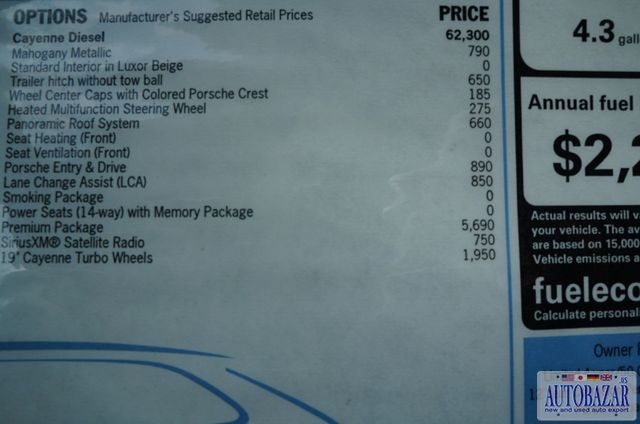 OPTIONS Manufacturer's Suggested Retail Prices PRICE
Cayenne Diesel 62,300
Mahogany Metallic 790
Standard Interior in Luxor Beige 0
Trailer hitch without tow ball 650
Wheel Center Caps with Colored Porsche Crest 185
Heated Multifunction Steering Wheel 275
Panoramic Roof System 660
Seat Heating (Front) 0
Seat Ventilation (Front) 0
Porsche Entry & Drive 890
Lane Change Assist (LCA) 850
Smoking Package 0
Power Seats (14-way) with Memory Package 0
Premium Package 5,690
SiriusXM® Satellite Radio 750
19" Cayenne Turbo Wheels 1,950
4.3 gall
Annual fuel
$2,2
Actual results will v
your vehicle. The av
are based on 15,000
Vehicle emissions a
fueleco
Calculate personal
Owner
AUTOBAZAR.US
new and used auto export